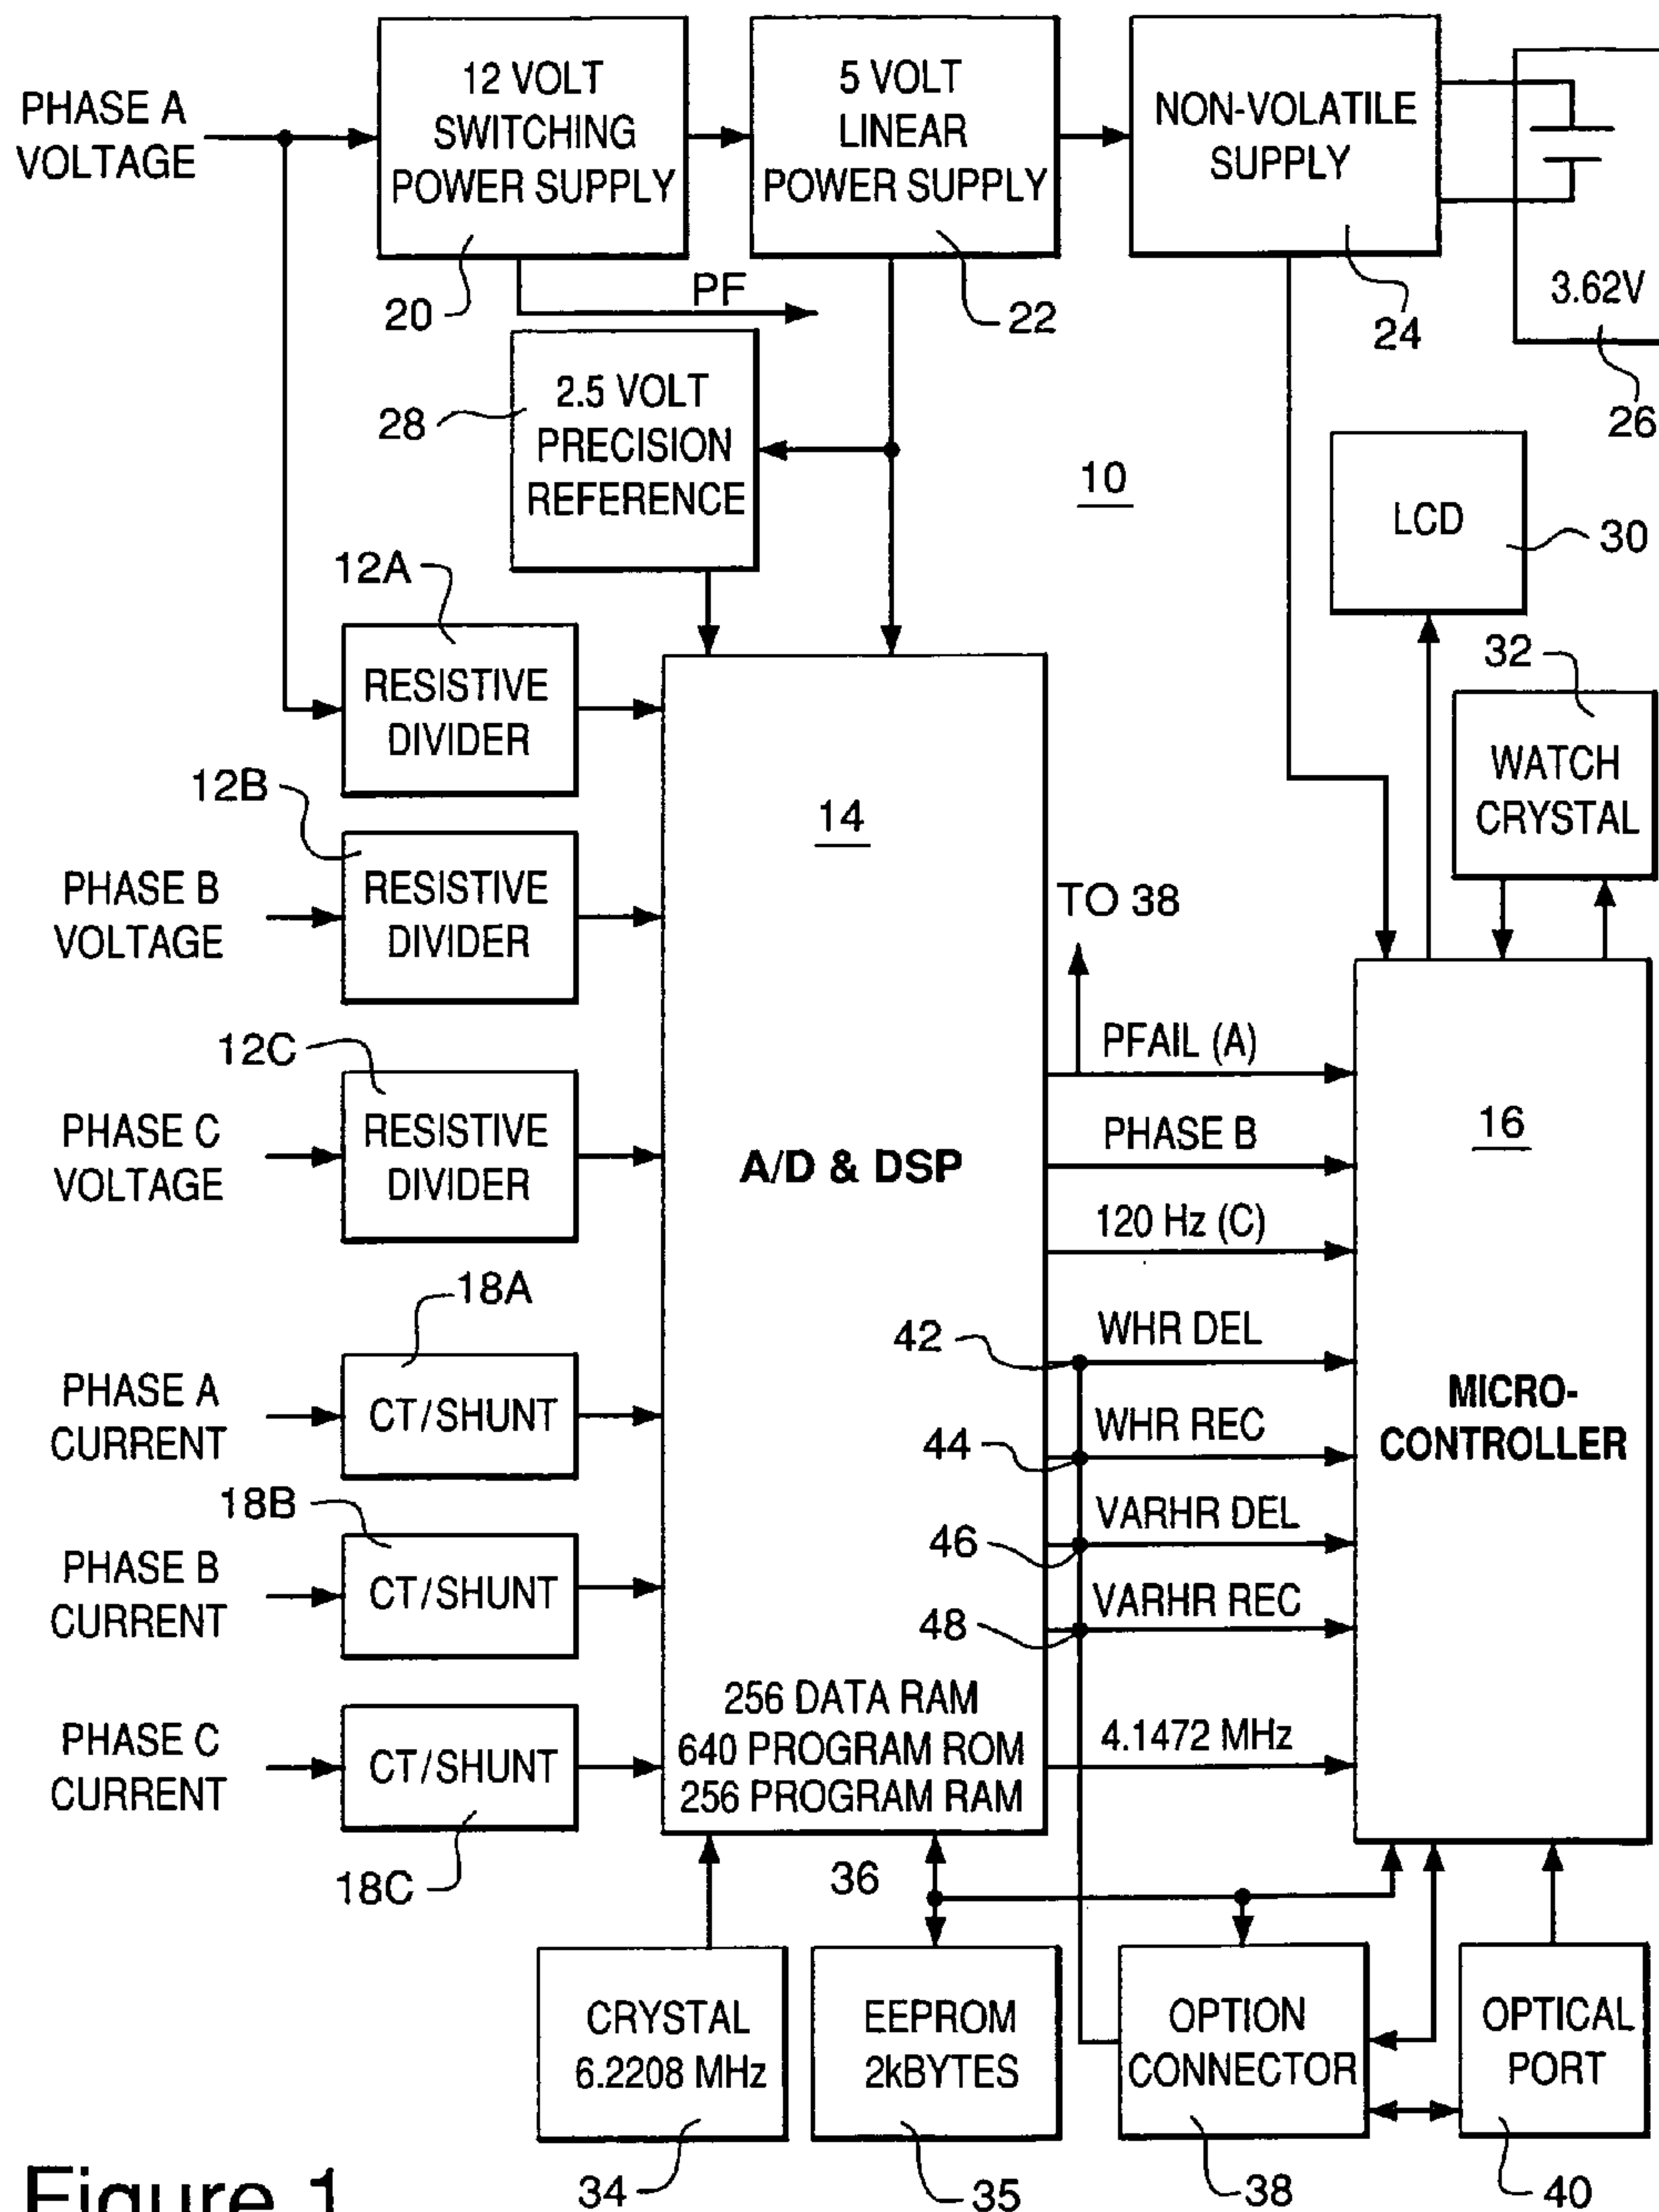 PHASE A
VOLTAGE
12 VOLT
SWITCHING
POWER SUPPLY
20
PF
5 VOLT
LINEAR
POWER SUPPLY
22
NON-VOLATILE
SUPPLY
24
3.62V
26
28
2.5 VOLT
PRECISION
REFERENCE
10
LCD
30
32
WATCH
CRYSTAL
12A
RESISTIVE
DIVIDER
12B
PHASE B
VOLTAGE
RESISTIVE
DIVIDER
12C
PHASE C
VOLTAGE
RESISTIVE
DIVIDER
18A
PHASE A
CURRENT
CT/SHUNT
18B
PHASE B
CURRENT
CT/SHUNT
PHASE C
CURRENT
CT/SHUNT
18C
14
A/D & DSP
256 DATA RAM
640 PROGRAM ROM
256 PROGRAM RAM
TO 38
PFAIL (A)
PHASE B
120 Hz (C)
42
WHR DEL
44
WHR REC
46
VARHR DEL
48
VARHR REC
4.1472 MHz
16
MICRO-
CONTROLLER
36
CRYSTAL
6.2208 MHz
34
EEPROM
2kBYTES
35
OPTION
CONNECTOR
38
OPTICAL
PORT
40
Figure 1